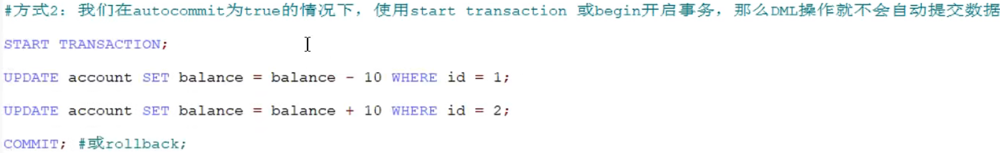 #方式2：我们在autocommit为true的情况下，使用start transaction 或begin开启事务，那么DML操作就不会自动提交数据
START TRANSACTION;
UPDATE account SET balance = balance - 10 WHERE id = 1;
UPDATE account SET balance = balance + 10 WHERE id = 2;
COMMIT; #或rollback;